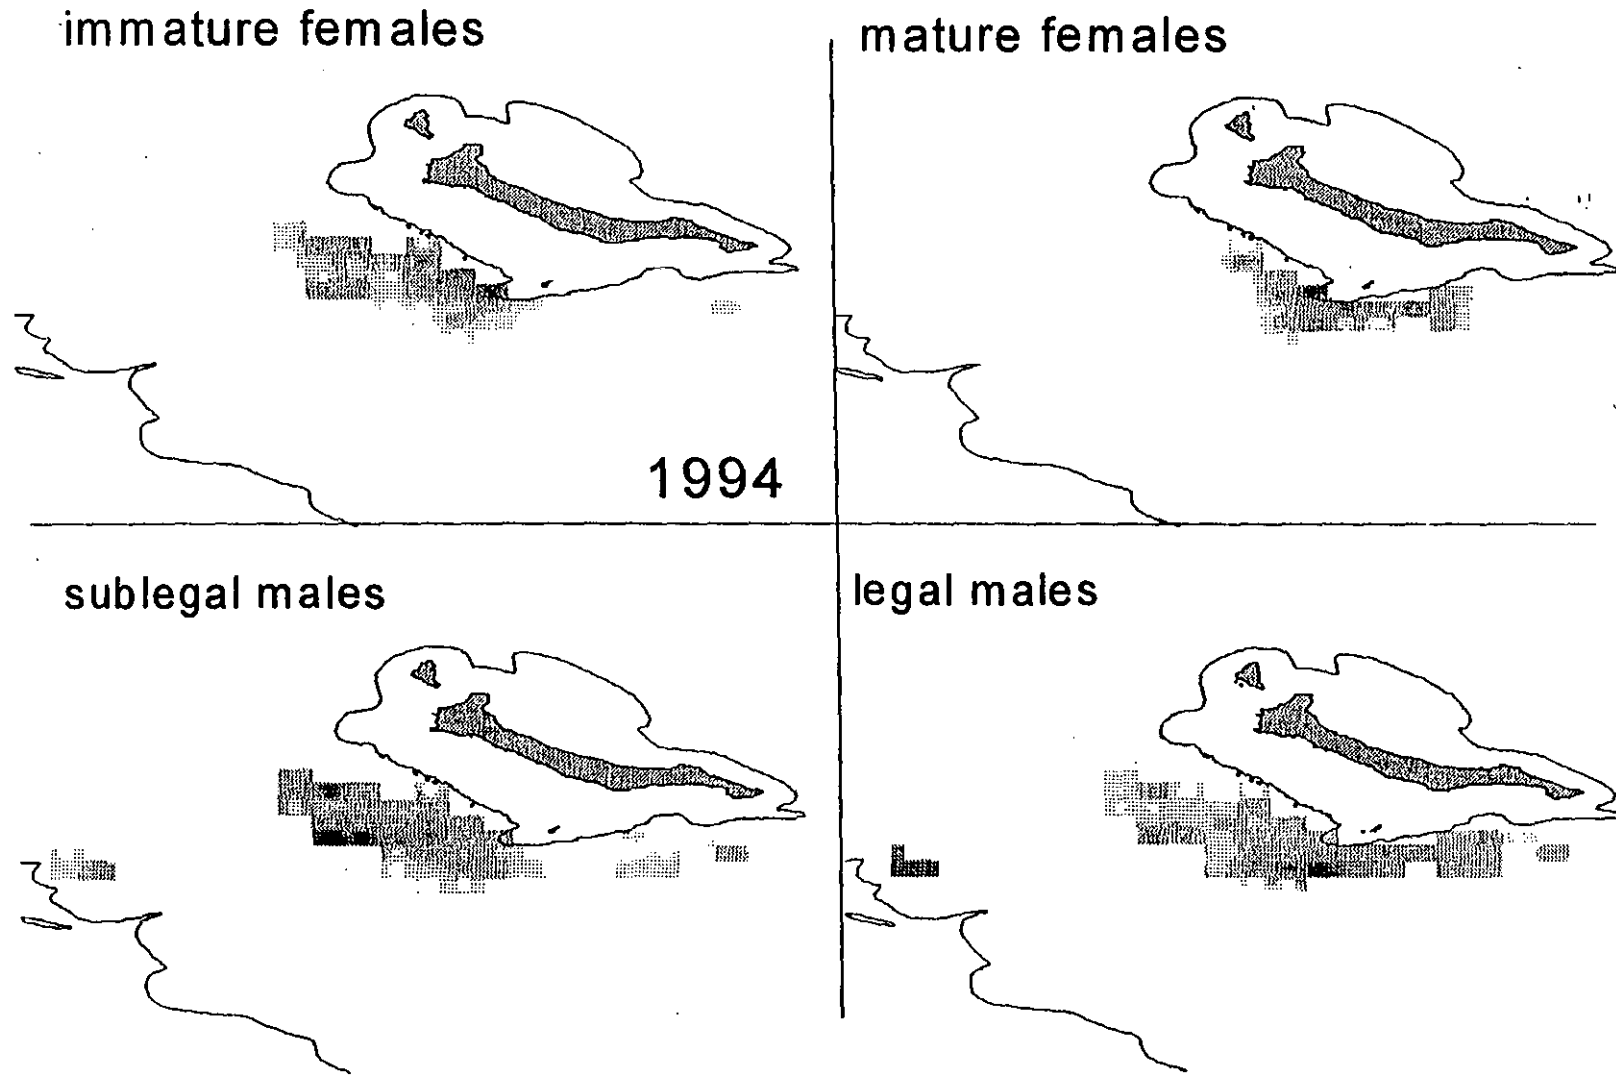 immature females
mature females
1994
sublegal males
legal males